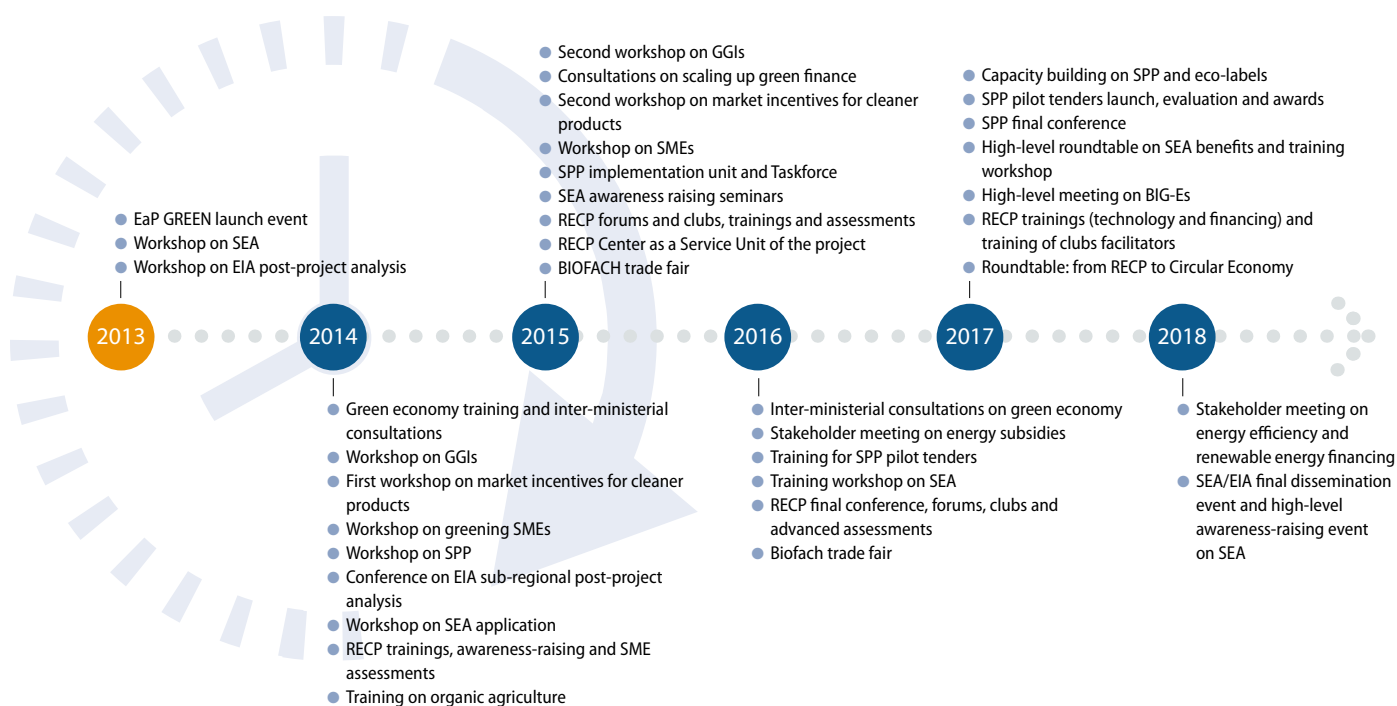 EaP GREEN launch event
Workshop on SEA
Workshop on EIA post-project analysis
2013
2014
Green economy training and inter-ministerial
consultations
Workshop on GGIs
First workshop on market incentives for cleaner
products
Workshop on greening SMEs
Workshop on SPP
Conference on EIA sub-regional post-project
analysis
Workshop on SEA application
RECP trainings, awareness-raising and SME
assessments
Training on organic agriculture
Second workshop on GGIs
Consultations on scaling up green finance
Second workshop on market incentives for cleaner
products
Workshop on SMEs
SPP implementation unit and Taskforce
SEA awareness raising seminars
RECP forums and clubs, trainings and assessments
RECP Center as a Service Unit of the project
BIOFACH trade fair
2015
2016
Inter-ministerial consultations on green economy
Stakeholder meeting on energy subsidies
Training for SPP pilot tenders
Training workshop on SEA
RECP final conference, forums, clubs and
advanced assessments
Biofach trade fair
Capacity building on SPP and eco-labels
SPP pilot tenders launch, evaluation and awards
SPP final conference
High-level roundtable on SEA benefits and training
workshop
High-level meeting on BIG-Es
RECP trainings (technology and financing) and
training of clubs facilitators
Roundtable: from RECP to Circular Economy
2017
2018
Stakeholder meeting on
energy efficiency and
renewable energy financing
SEA/EIA final dissemination
event and high-level
awareness-raising event
on SEA